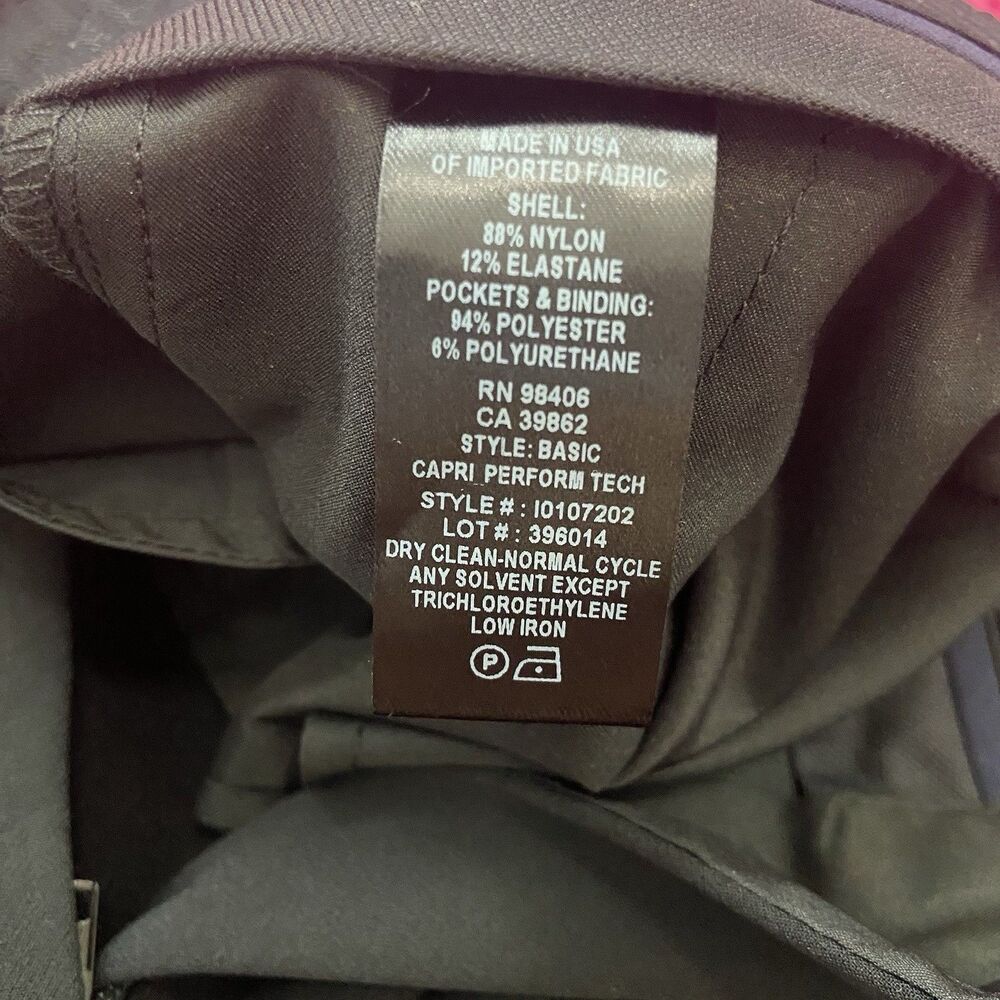 MADE IN USA
OF IMPORTED FABRIC
SHELL:
88% NYLON
12% ELASTANE
POCKETS & BINDING:
94% POLYESTER
6% POLYURETHANE
RN 98406
CA 39862
STYLE: BASIC
CAPRI PERFORM TECH
STYLE # : I0107202
LOT # : 396014
DRY CLEAN-NORMAL CYCLE
ANY SOLVENT EXCEPT
TRICHLOROETHYLENE
LOW IRON
P